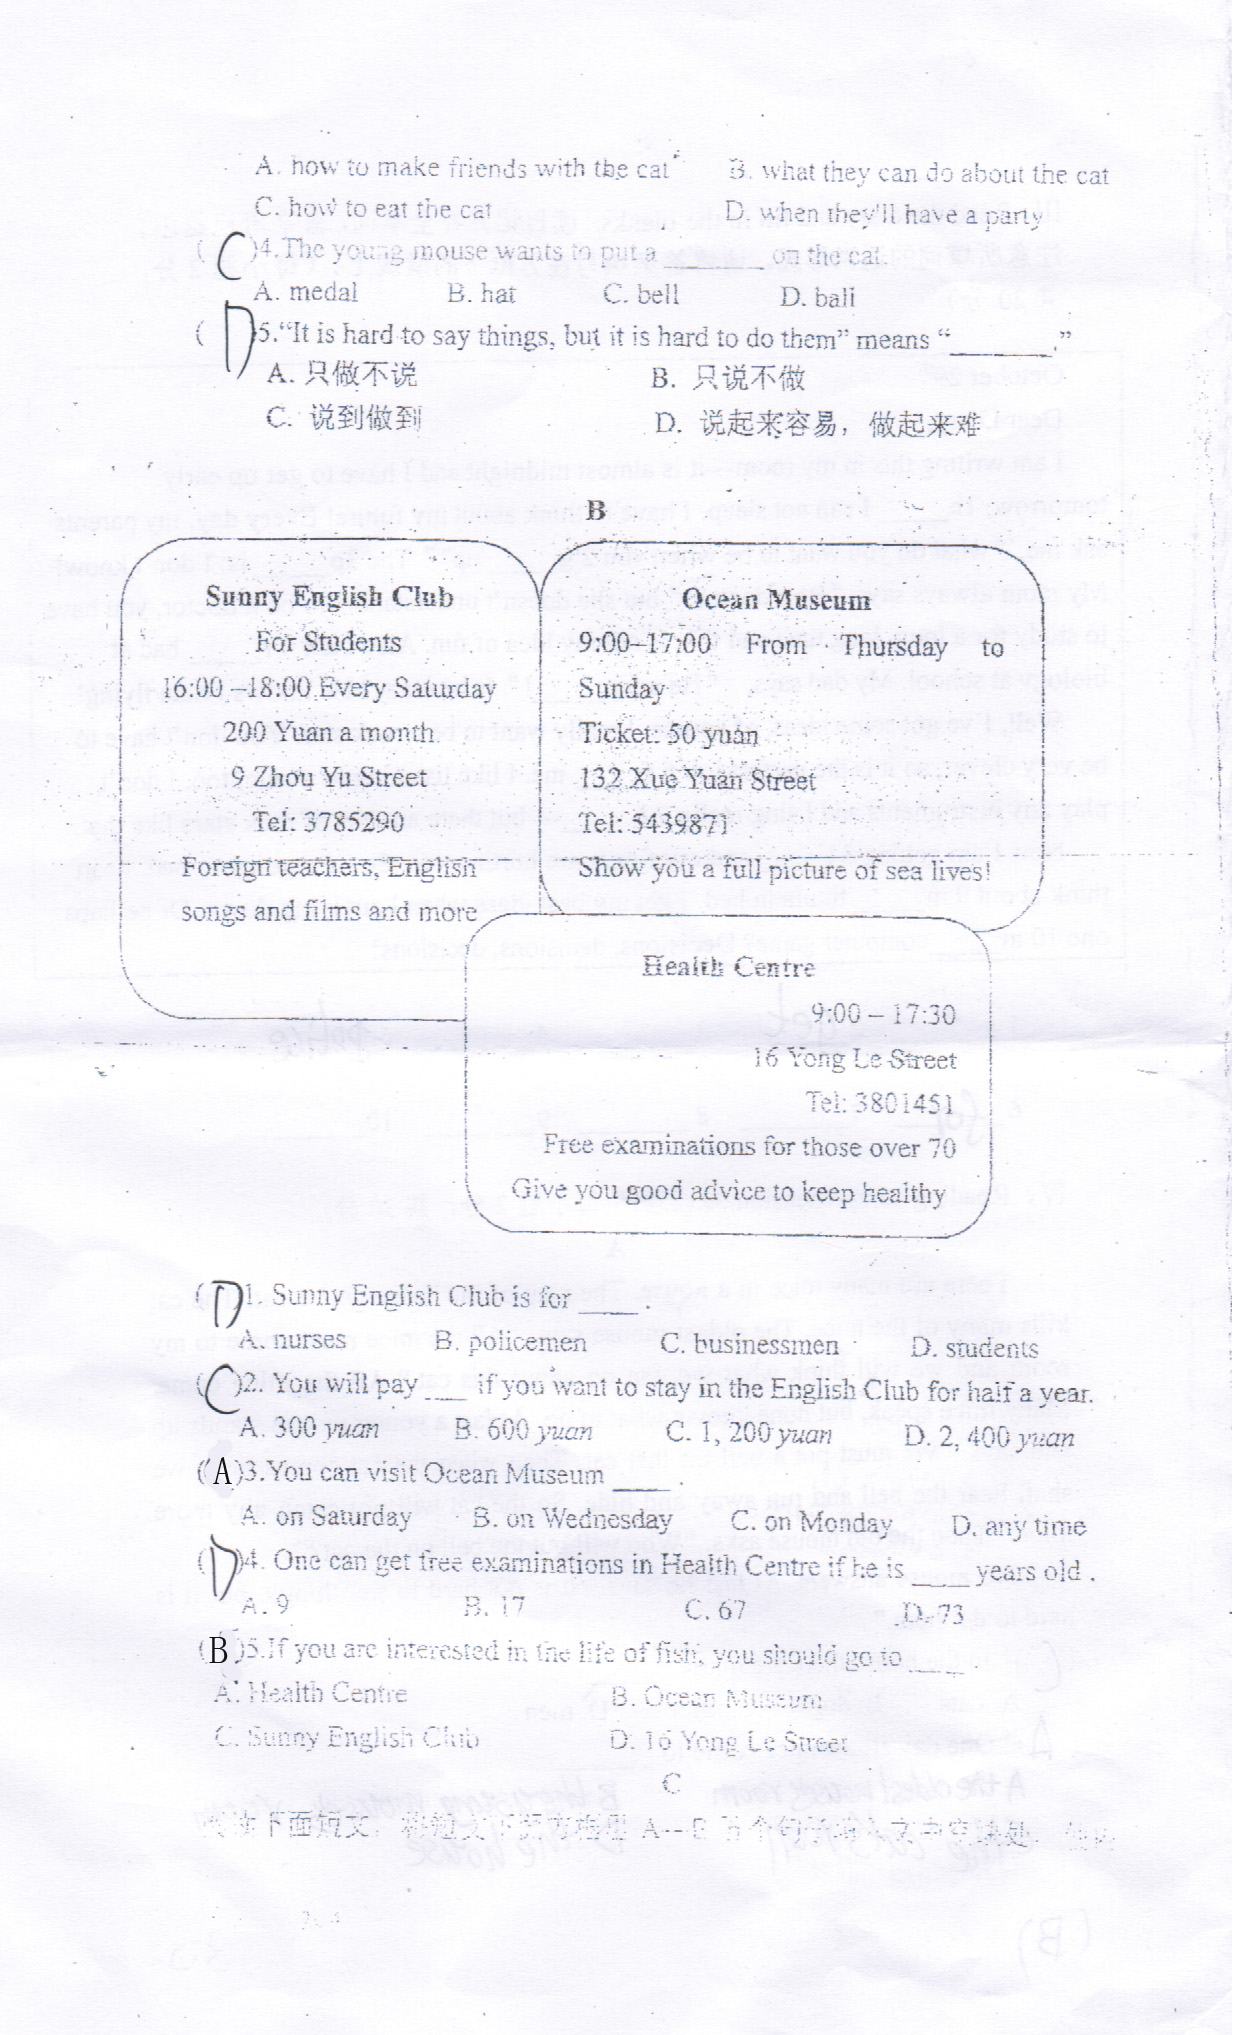 A. how to make friends with the cat B. what they can do about the cat
C. how to eat the cat D. when they'll have a party
( C )4.The young mouse wants to put a ______ on the cat.
A. medal B. hat C. bell D. ball
( D )5."It is hard to say things, but it is hard to do them" means "______."
A. 只做不说 B. 只说不做
C. 说到做到 D. 说起来容易，做起来难
B
Sunny English Club
For Students
16:00 –18:00 Every Saturday
200 Yuan a month.
9 Zhou Yu Street
Tel: 3785290
Foreign teachers, English
songs and films and more
Ocean Museum
9:00–17:00 From Thursday to
Sunday
Ticket: 50 yuan
132 Xue Yuan Street
Tel: 5439871
Show you a full picture of sea lives!
Health Centre
9:00 – 17:30
16 Yong Le Street
Tel: 3801451
Free examinations for those over 70
Give you good advice to keep healthy
( D )1. Sunny English Club is for ____ .
A. nurses B. policemen C. businessmen D. students
( C )2. You will pay ___ if you want to stay in the English Club for half a year.
A. 300 yuan B. 600 yuan C. 1, 200 yuan D. 2, 400 yuan
( A )3.You can visit Ocean Museum ____ .
A. on Saturday B. on Wednesday C. on Monday D. any time
( D )4. One can get free examinations in Health Centre if he is ____ years old .
A. 9 B. 17 C. 67 D. 73
( B )5.If you are interested in the life of fish, you should go to ____ .
A. Health Centre B. Ocean Museum
C. Sunny English Club D. 16 Yong Le Street
C
下面短文， A—E 五个句子